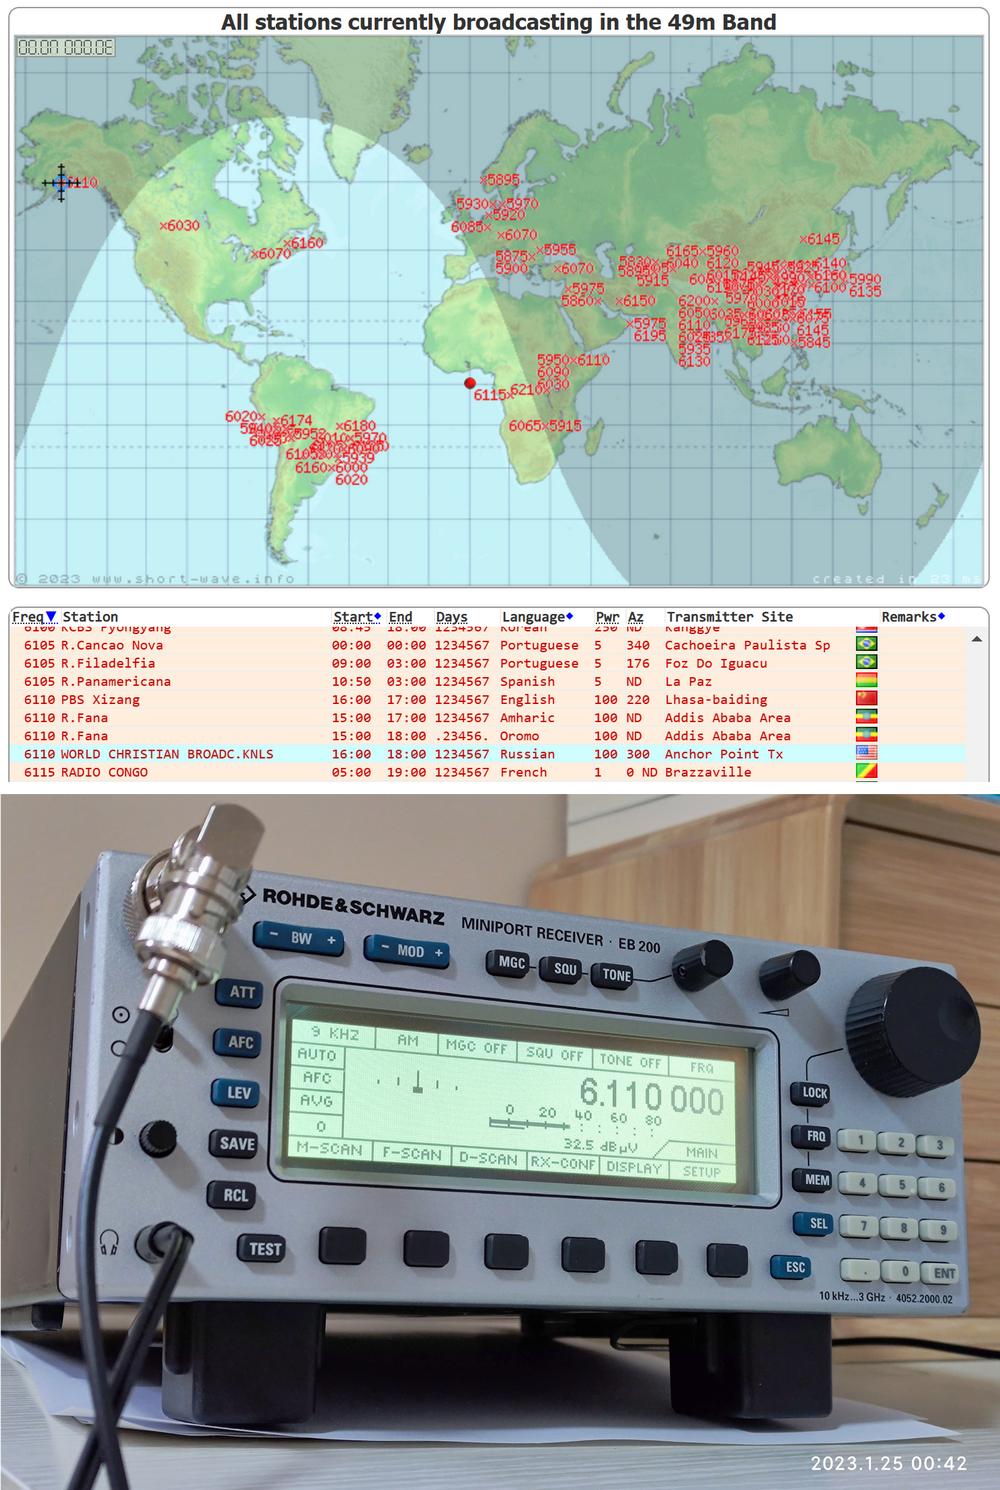 All stations currently broadcasting in the 49m Band
00.0N 000.0E
6110
×6030
×6070
×6160
×5895
5930×
×5970
×5920
6085×
×6070
5875×
×5955
5900
×6070
×5975
5860×
×6150
×5975
6195
6165×5960
×6040
6120
5915
×6145
6140
×5990
6135
×6100
6200×
6110
5935
6130
6145
×5845
5950×6110
6090
6030
6115×
6210×
6065×5915
6020×
×6174
×6180
×5970
×5939
6160×6000
6020
© 2023 www.short-wave.info
created in 23 ms
Freq▼ Station Start End Days Language Pwr Az Transmitter Site Remarks
6100 KCBS Pyongyang 08:45 18:00 1234567 Korean 250 ND Kanggye
6105 R.Cancao Nova 00:00 00:00 1234567 Portuguese 5 340 Cachoeira Paulista Sp
6105 R.Filadelfia 09:00 03:00 1234567 Portuguese 5 176 Foz Do Iguacu
6105 R.Panamericana 10:50 03:00 1234567 Spanish 5 ND La Paz
6110 PBS Xizang 16:00 17:00 1234567 English 100 220 Lhasa-baiding
6110 R.Fana 15:00 17:00 1234567 Amharic 100 ND Addis Ababa Area
6110 R.Fana 15:00 18:00 .23456. Oromo 100 ND Addis Ababa Area
6110 WORLD CHRISTIAN BROADC.KNLS 16:00 18:00 1234567 Russian 100 300 Anchor Point Tx
6115 RADIO CONGO 05:00 19:00 1234567 French 1 0 ND Brazzaville
ROHDE&SCHWARZ MINIPORT RECEIVER · EB 200
- BW +
- MOD +
MGC
SQU
TONE
ATT
AFC
LEV
SAVE
RCL
TEST
9 KHZ AM MGC OFF SQU OFF TONE OFF FRQ
AUTO
AFC
AVG
0
6.110 000
0 20 40 60 80
32.5 dBµV
MAIN
M-SCAN F-SCAN D-SCAN RX-CONF DISPLAY SETUP
LOCK
FRQ
MEM
SEL
ESC
1 2 3
4 5 6
7 8 9
. 0 ENT
10 kHz...3 GHz · 4052.2000.02
2023.1.25 00:42